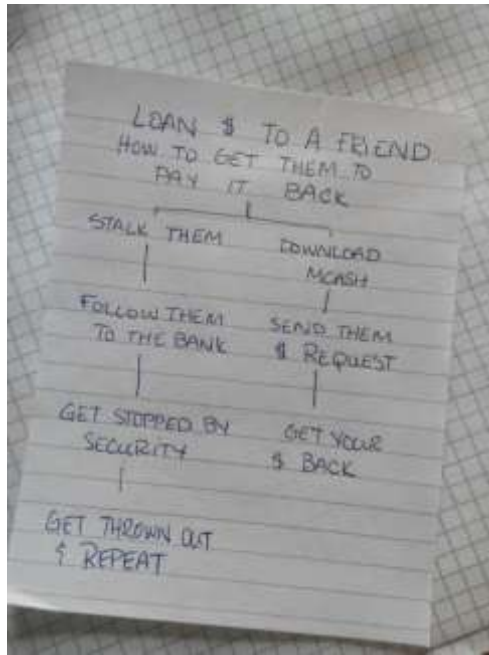 LOAN $ TO A FRIEND
HOW TO GET THEM TO
PAY IT BACK
STALK THEM
FOLLOW THEM
TO THE BANK
GET STOPPED BY
SECURITY
GET THROWN OUT
& REPEAT
DOWNLOAD
MCASH
SEND THEM
$ REQUEST
GET YOUR
$ BACK